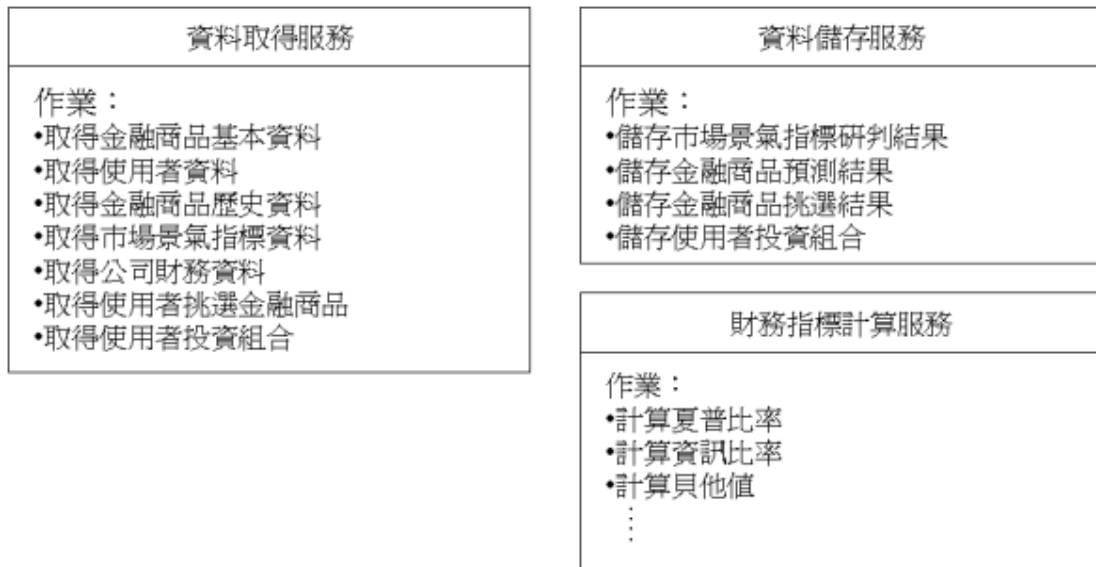 資料取得服務
作業：
•取得金融商品基本資料
•取得使用者資料
•取得金融商品歷史資料
•取得市場景氣指標資料
•取得公司財務資料
•取得使用者挑選金融商品
•取得使用者投資組合
資料儲存服務
作業：
•儲存市場景氣指標研判結果
•儲存金融商品預測結果
•儲存金融商品挑選結果
•儲存使用者投資組合
財務指標計算服務
作業：
•計算夏普比率
•計算資訊比率
•計算貝他值
⋮